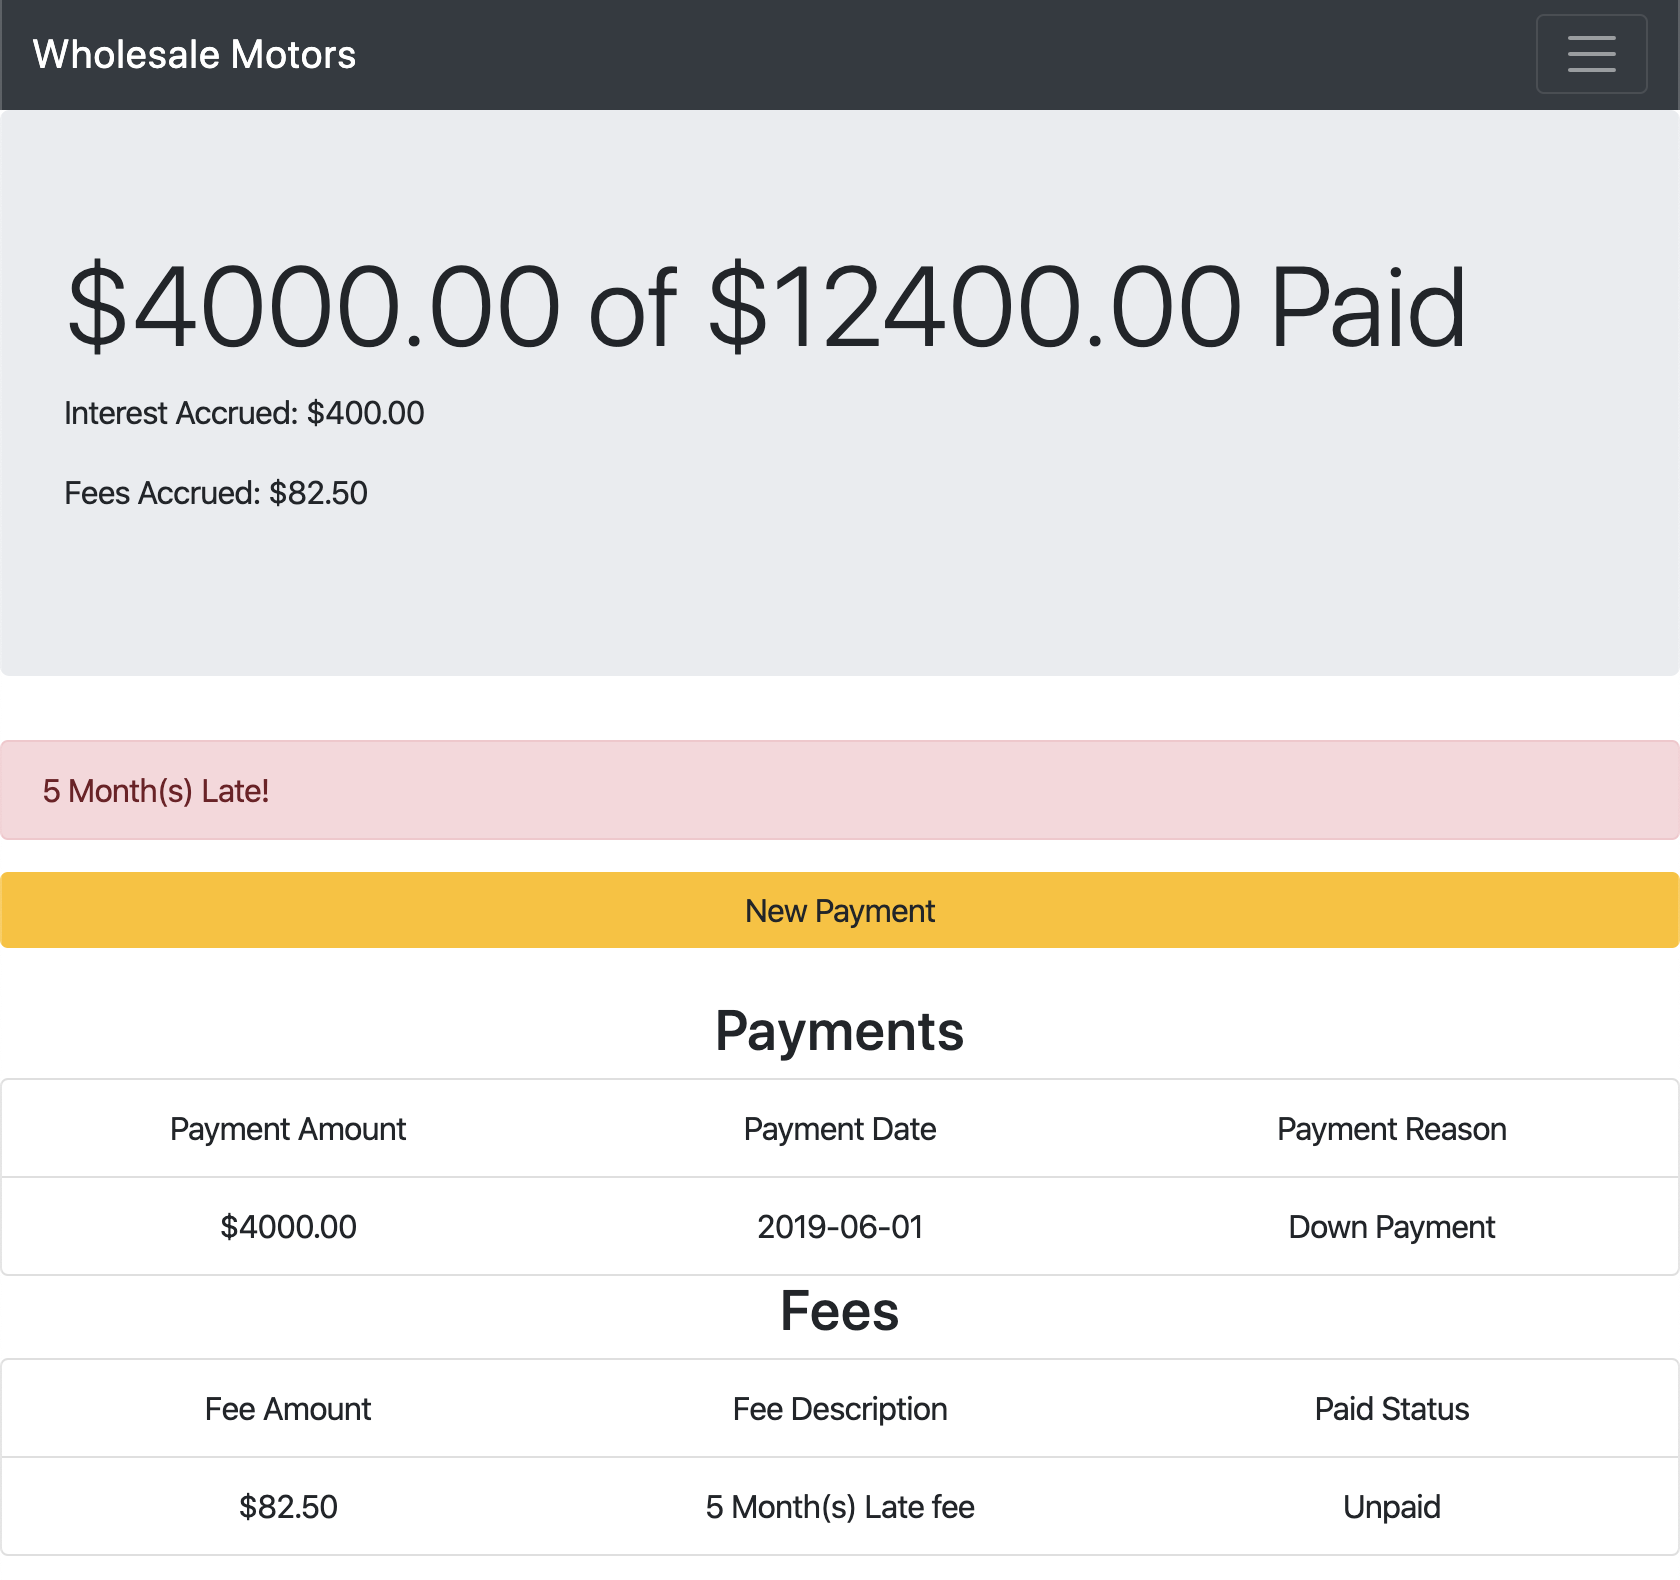 Wholesale Motors
$4000.00 of $12400.00 Paid
Interest Accrued: $400.00
Fees Accrued: $82.50
5 Month(s) Late!
New Payment
Payments
Payment Amount Payment Date Payment Reason
$4000.00 2019-06-01 Down Payment
Fees
Fee Amount Fee Description Paid Status
$82.50 5 Month(s) Late fee Unpaid